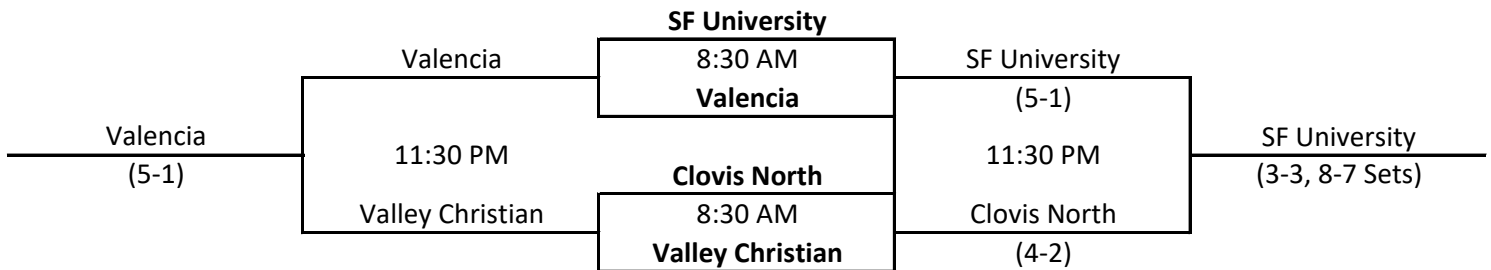 SF University
Valencia 8:30 AM SF University
Valencia (5-1)
Valencia 11:30 PM 11:30 PM SF University
(5-1) Clovis North (3-3, 8-7 Sets)
Valley Christian 8:30 AM Clovis North
Valley Christian (4-2)